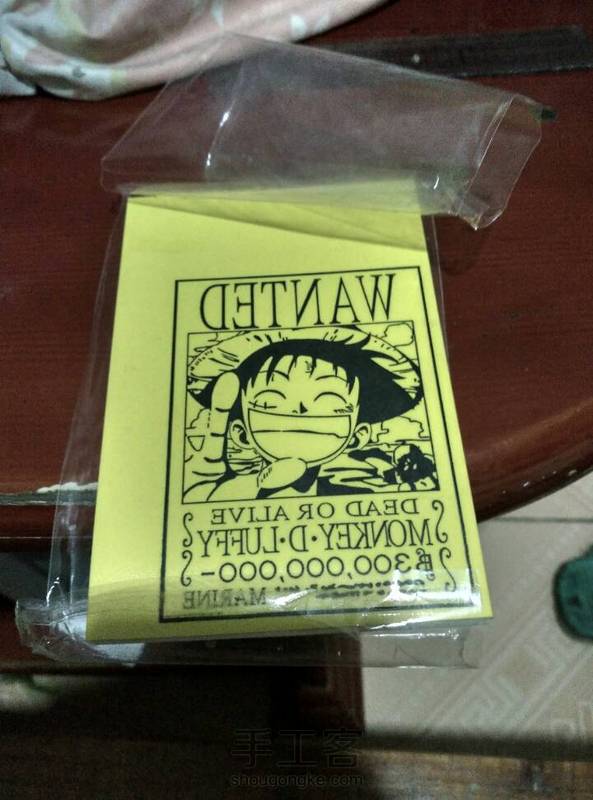 WANTED
DEAD OR ALIVE
MONKEY·D·LUFFY
฿300,000,000-
MARINE
手工客
shougongke.com